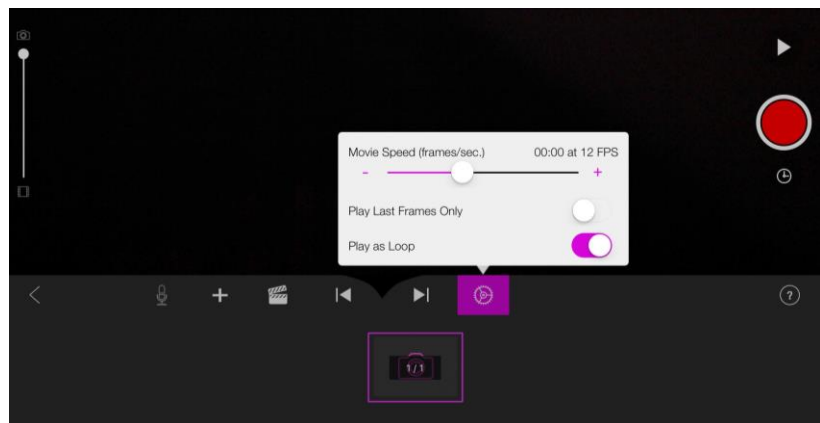 Movie Speed (frames/sec.) 00:00 at 12 FPS
- +
Play Last Frames Only
Play as Loop
?
1/1